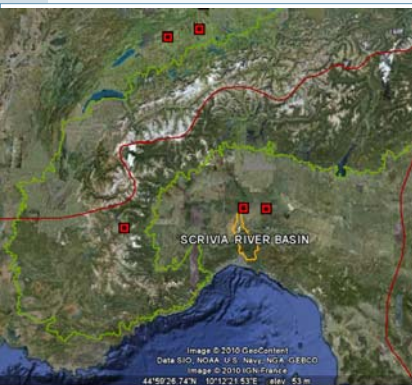 SCRIVIA RIVER BASIN
Image © 2010 GeoContent
Data SIO, NOAA, U.S. Navy, NGA, GEBCO
Image © 2010 IGN France
44°59'26.74"N 10°12'21.53"E elev 53 m